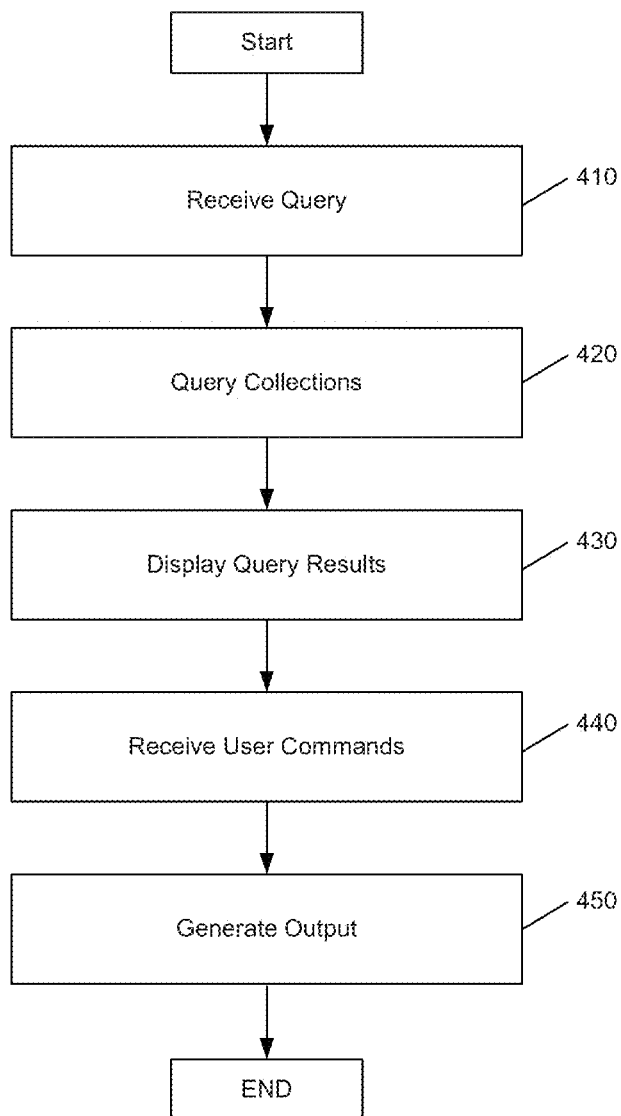 Start
Receive Query
410
Query Collections
420
Display Query Results
430
Receive User Commands
440
Generate Output
450
END